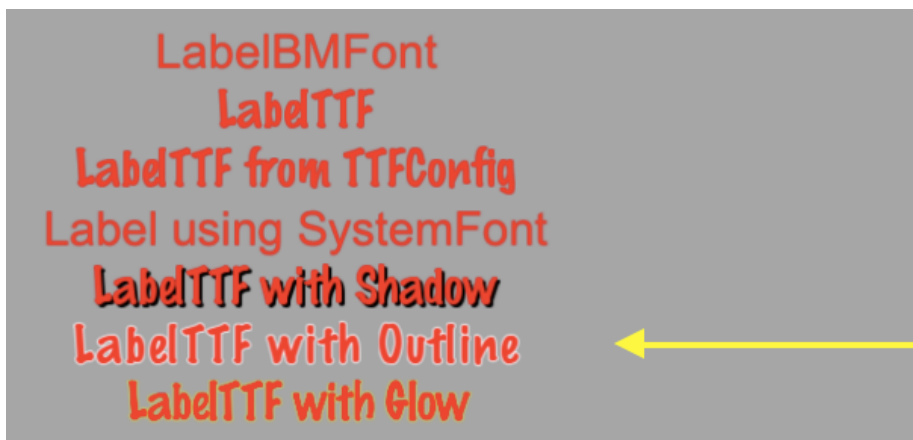 LabelBMFont
LabelTTF
LabelTTF from TTFConfig
Label using SystemFont
LabelTTF with Shadow
LabelTTF with Outline
LabelTTF with Glow